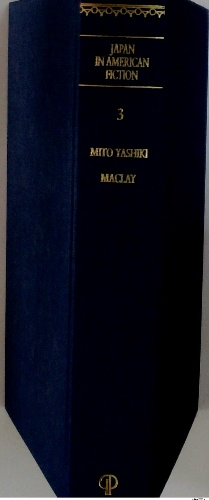 JAPAN
IN AMERICAN
FICTION
3
MITO YASHIKI
MACLAY